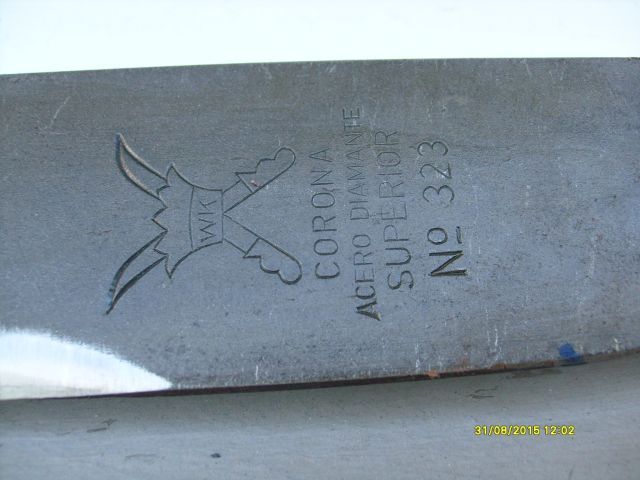 WK
CORONA
ACERO DIAMANTE
SUPERIOR
Nº 323
31/08/2015 12:02